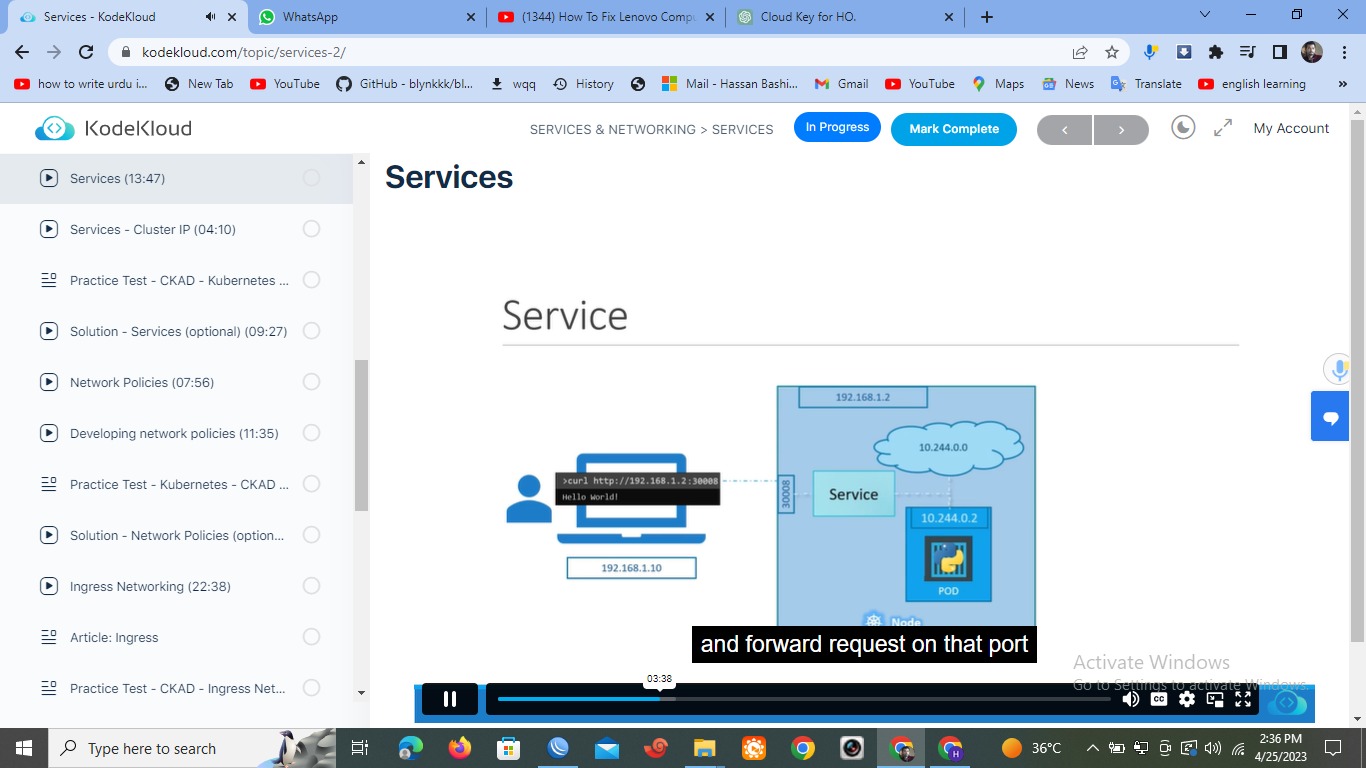 Services - KodeKloud
WhatsApp
(1344) How To Fix Lenovo Compu
Cloud Key for HO.
kodekloud.com/topic/services-2/
how to write urdu i...
New Tab
YouTube
GitHub - blynkkk/bl...
wqq
History
Mail - Hassan Bashi...
Gmail
YouTube
Maps
News
Translate
english learning
»
KodeKloud
SERVICES & NETWORKING > SERVICES
In Progress
Mark Complete
<
>
My Account
Services (13:47)
Services - Cluster IP (04:10)
Practice Test - CKAD - Kubernetes ...
Solution - Services (optional) (09:27)
Network Policies (07:56)
Developing network policies (11:35)
Practice Test - Kubernetes - CKAD ...
Solution - Network Policies (option...
Ingress Networking (22:38)
Article: Ingress
Practice Test - CKAD - Ingress Net...
Services
Service
192.168.1.2
10.244.0.0
>curl http://192.168.1.2:30008
Hello World!
30008
Service
10.244.0.2
POD
192.168.1.10
Node
and forward request on that port
Activate Windows
Go to Settings to activate Windows.
03:38
CC
Type here to search
36°C
2:36 PM
4/25/2023